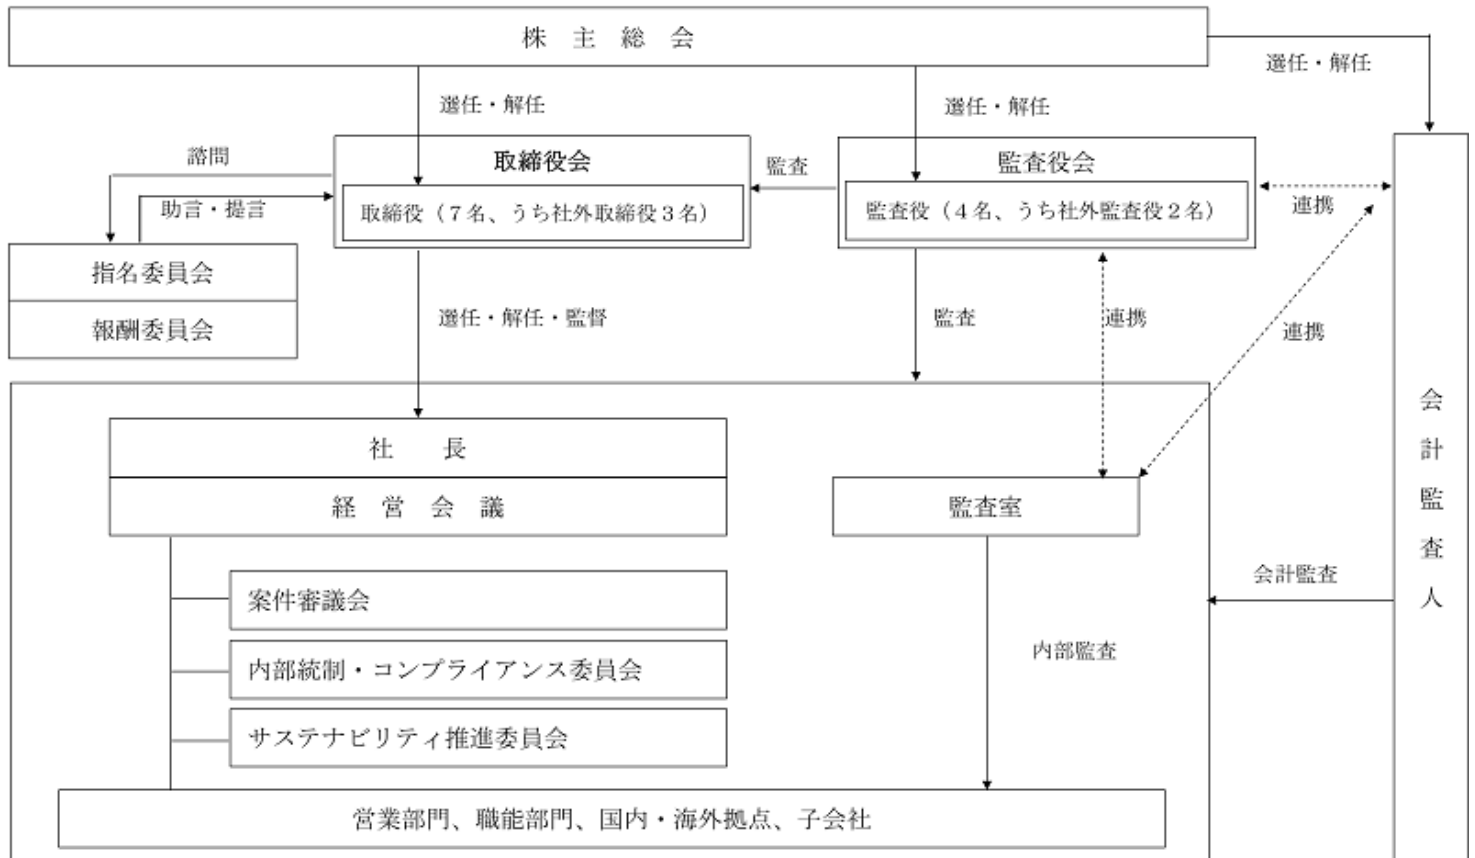 株主総会
選任・解任
選任・解任
選任・解任
諮問
取締役会
監査
監査役会
助言・提言
取締役（７名、うち社外取締役３名）
監査役（４名、うち社外監査役２名）
連携
指名委員会
報酬委員会
選任・解任・監督
監査
連携
連携
会計監査人
社長
経営会議
監査室
案件審議会
会計監査
内部統制・コンプライアンス委員会
内部監査
サステナビリティ推進委員会
営業部門、職能部門、国内・海外拠点、子会社